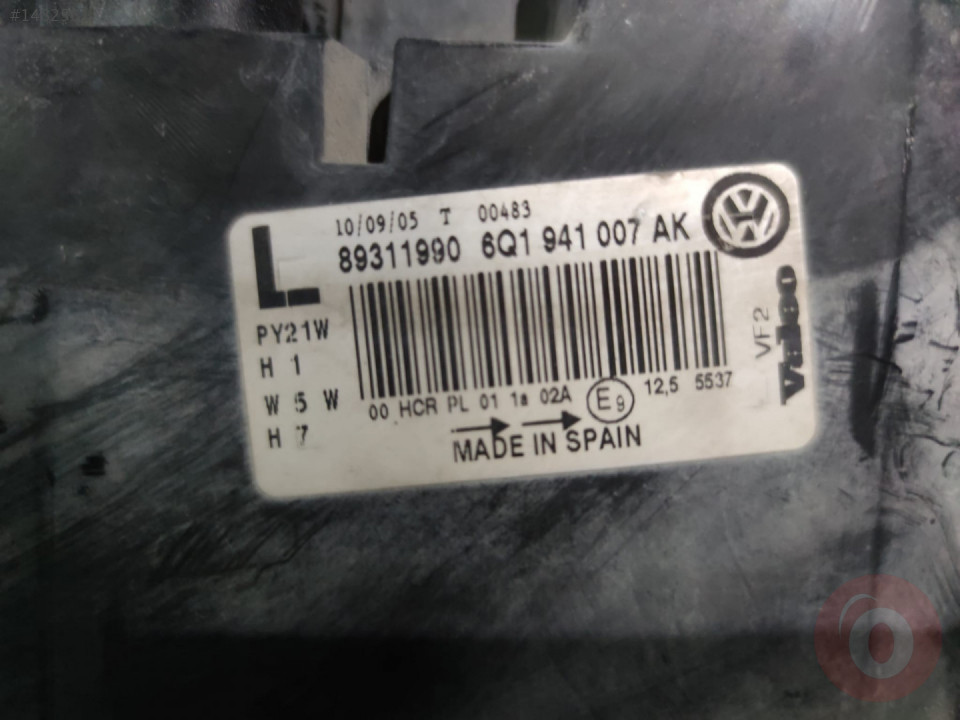 L
10/09/05 T 00483
89311990 6Q1 941 007 AK
PY21W
H 1
W 5 W
H 7
00 HCR PL 01 1a 02A E9 12,5 5537
MADE IN SPAIN
VF2
Valeo